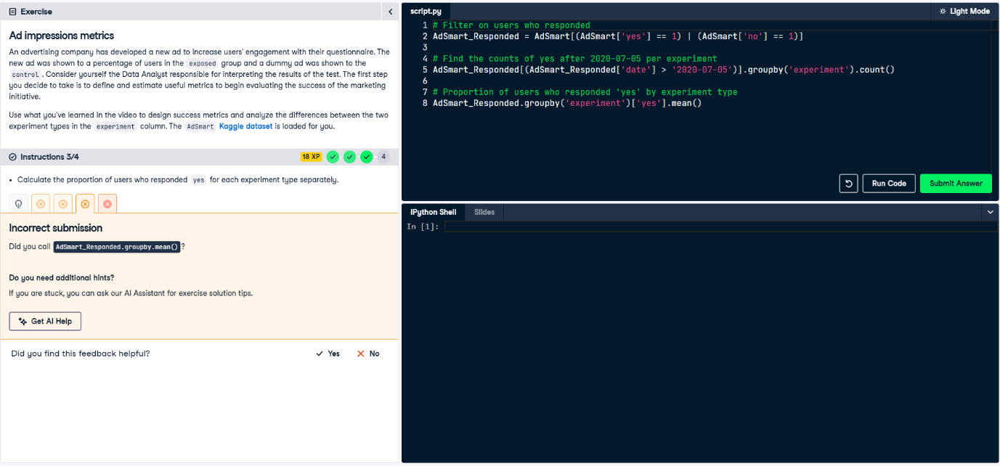 Exercise
Ad impressions metrics
An advertising company has developed a new ad to increase users' engagement with their questionnaire. The
new ad was shown to a percentage of users in the exposed group and a dummy ad was shown to the
control . Consider yourself the Data Analyst responsible for interpreting the results of the test. The first step
you decide to take is to define and estimate useful metrics to begin evaluating the success of the marketing
initiative.
Use what you've learned in the video to design success metrics and analyze the differences between the two
experiment types in the experiment column. The AdSmart Kaggle dataset is loaded for you.
Instructions 3/4
18 XP
4
• Calculate the proportion of users who responded yes for each experiment type separately.
Incorrect submission
Did you call AdSmart_Responded.groupby.mean() ?
Do you need additional hints?
If you are stuck, you can ask our AI Assistant for exercise solution tips.
Get AI Help
Did you find this feedback helpful?
Yes
No
script.py
Light Mode
1 # Filter on users who responded
2 AdSmart_Responded = AdSmart[(AdSmart['yes'] == 1) | (AdSmart['no'] == 1)]
3
4 # Find the counts of yes after 2020-07-05 per experiment
5 AdSmart_Responded[(AdSmart_Responded['date'] > '2020-07-05')].groupby('experiment').count()
6
7 # Proportion of users who responded 'yes' by experiment type
8 AdSmart_Responded.groupby('experiment')['yes'].mean()
Run Code
Submit Answer
IPython Shell
Slides
In [1]: